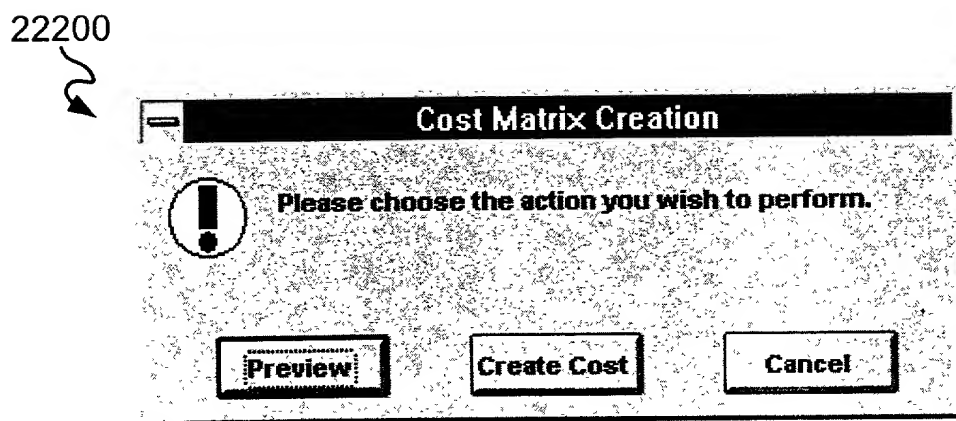 22200
Cost Matrix Creation
Please choose the action you wish to perform.
Preview Create Cost Cancel